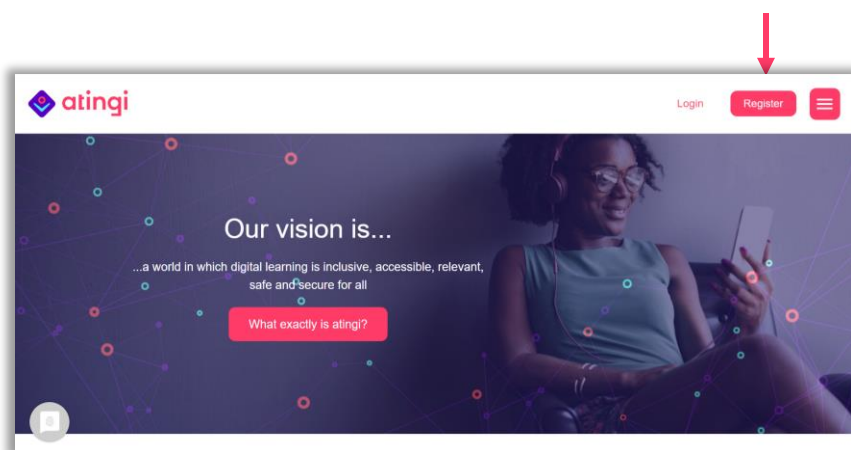 atingi
Login
Register
Our vision is...
...a world in which digital learning is inclusive, accessible, relevant,
safe and secure for all
What exactly is atingi?